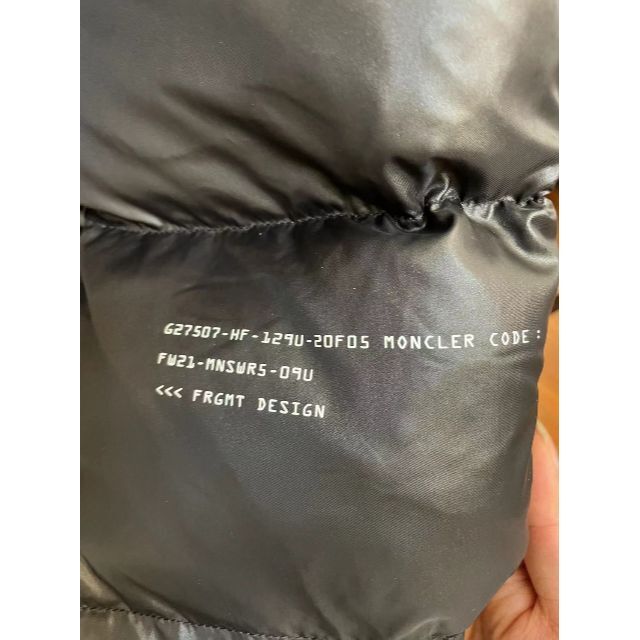 G27507-HF-129U-20F05 MONCLER CODE:
FW21-MNSWR5-09U
<<< FRGMT DESIGN